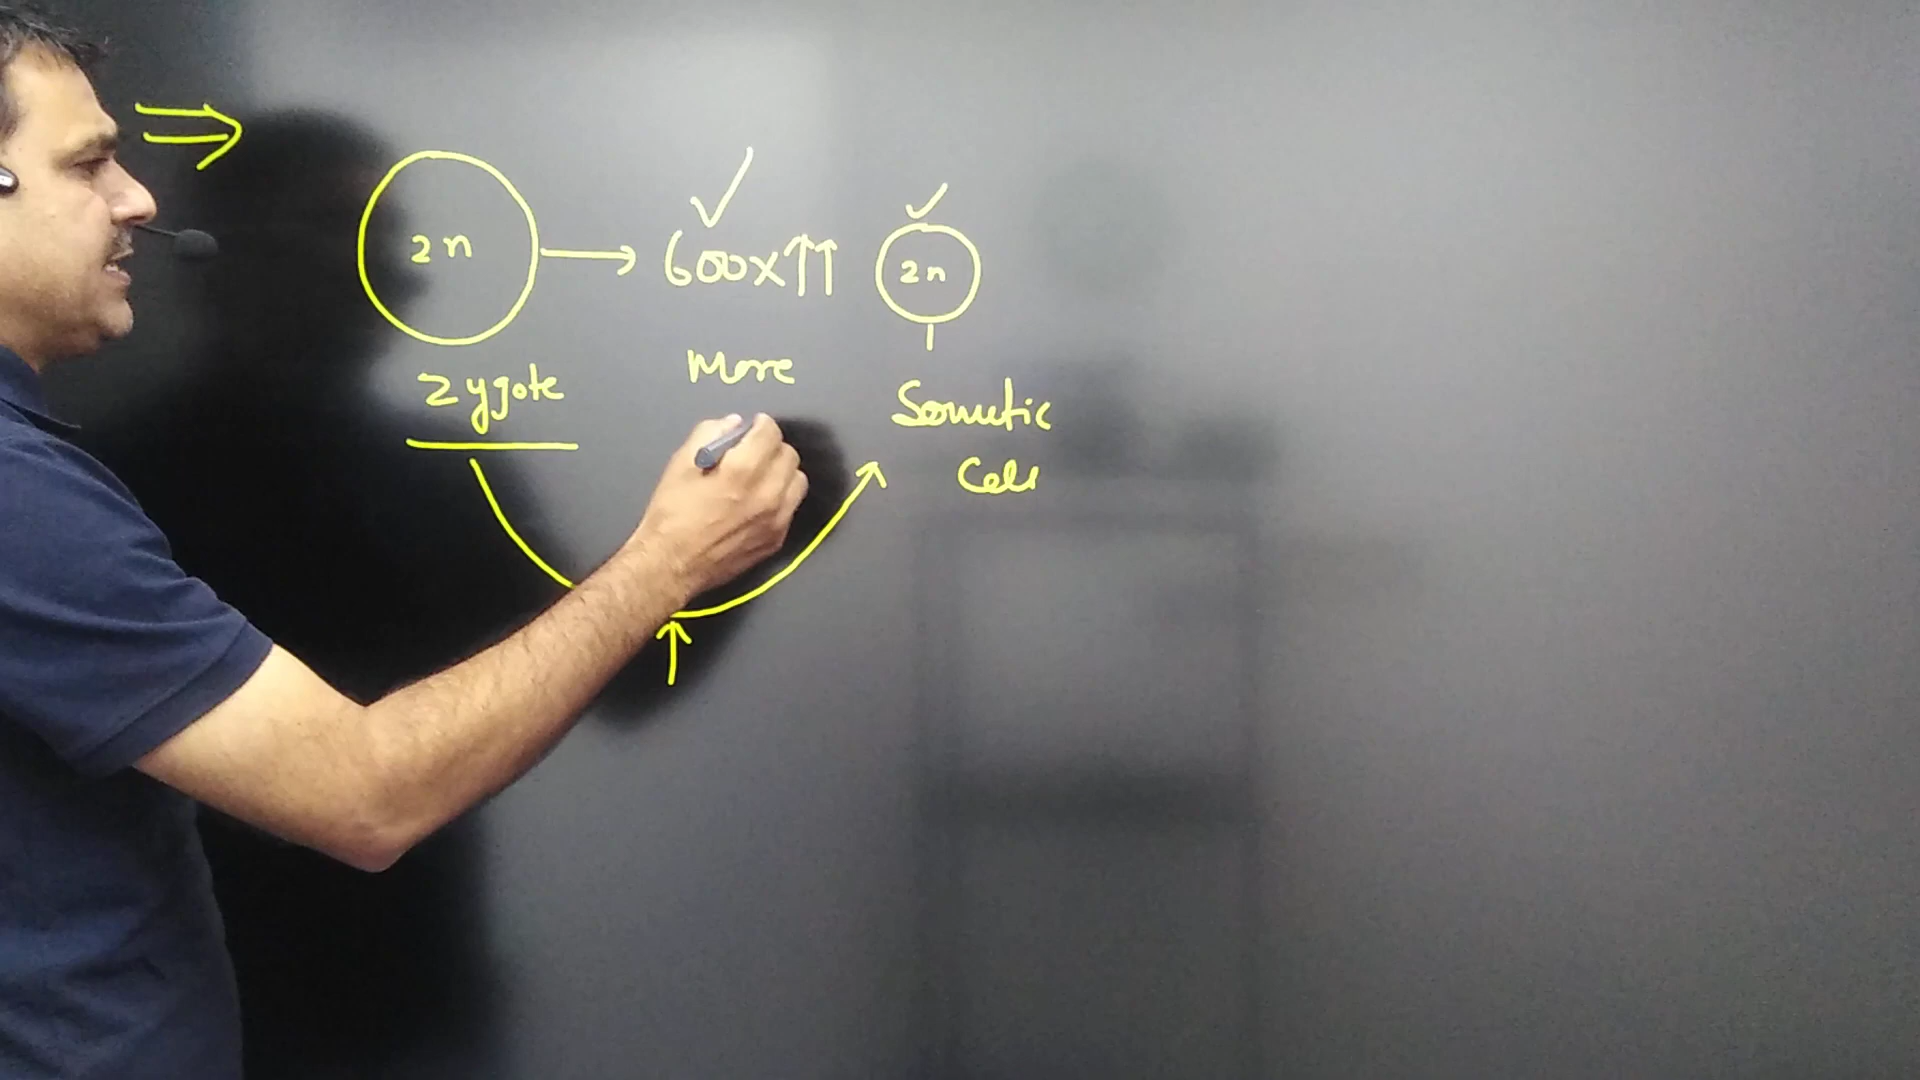 2n → 600x↑↑ 2n
Zygote More Somatic
Cell